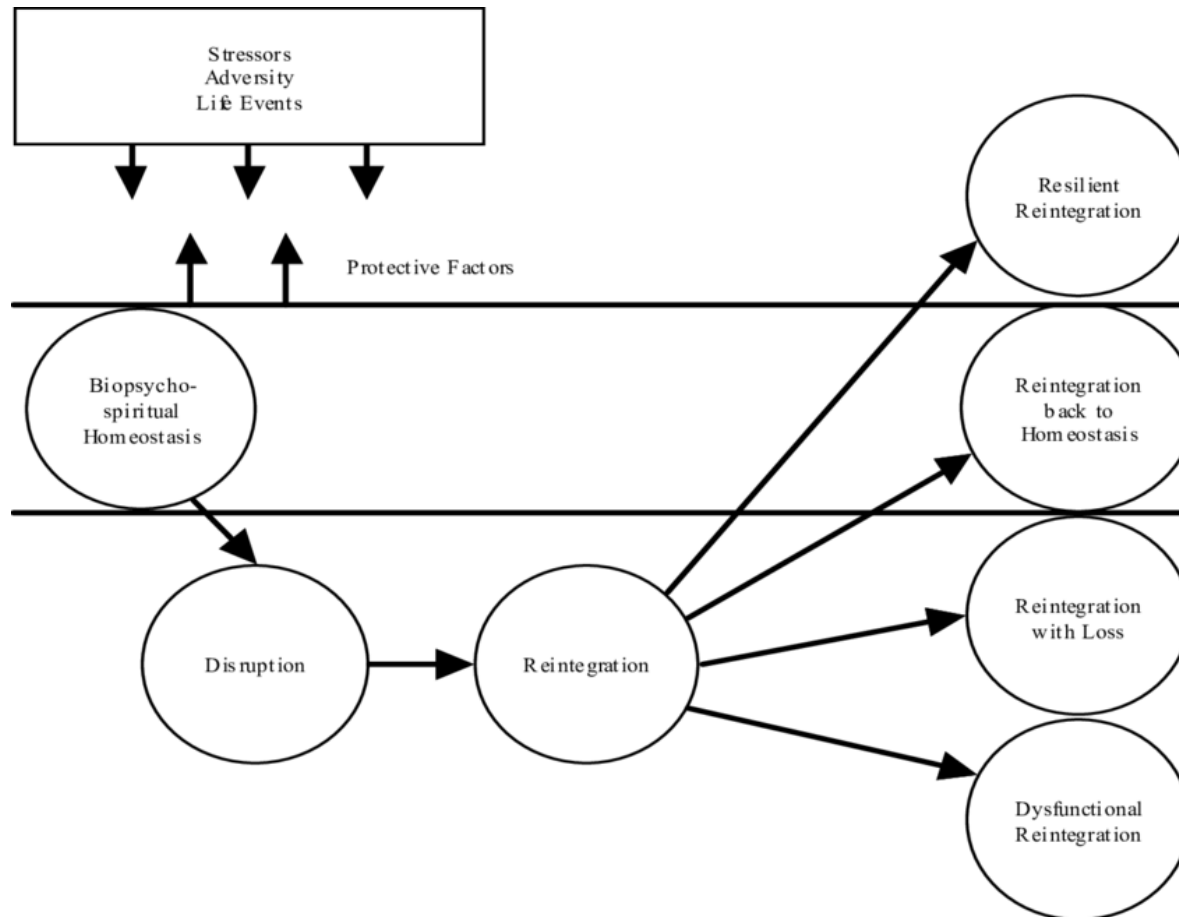 Stressors
Adversity
Life Events
Protective Factors
Resilient
Reintegration
Biopsycho-
spiritual
Homeostasis
Reintegration
back to
Homeostasis
Disruption
Reintegration
Reintegration
with Loss
Dysfunctional
Reintegration